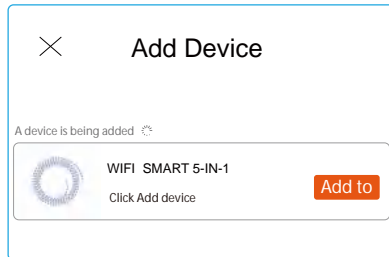 Add Device
A device is being added
WIFI SMART 5-IN-1
Click Add device
Add to